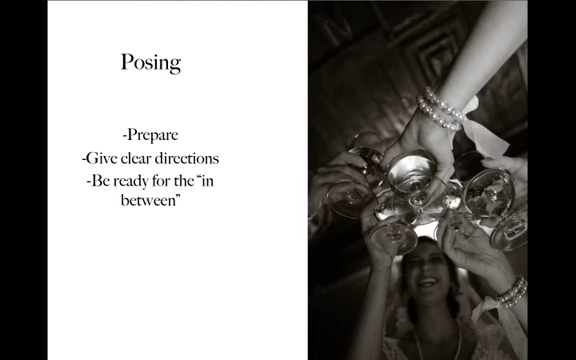 Posing
-Prepare
-Give clear directions
-Be ready for the “in
between”